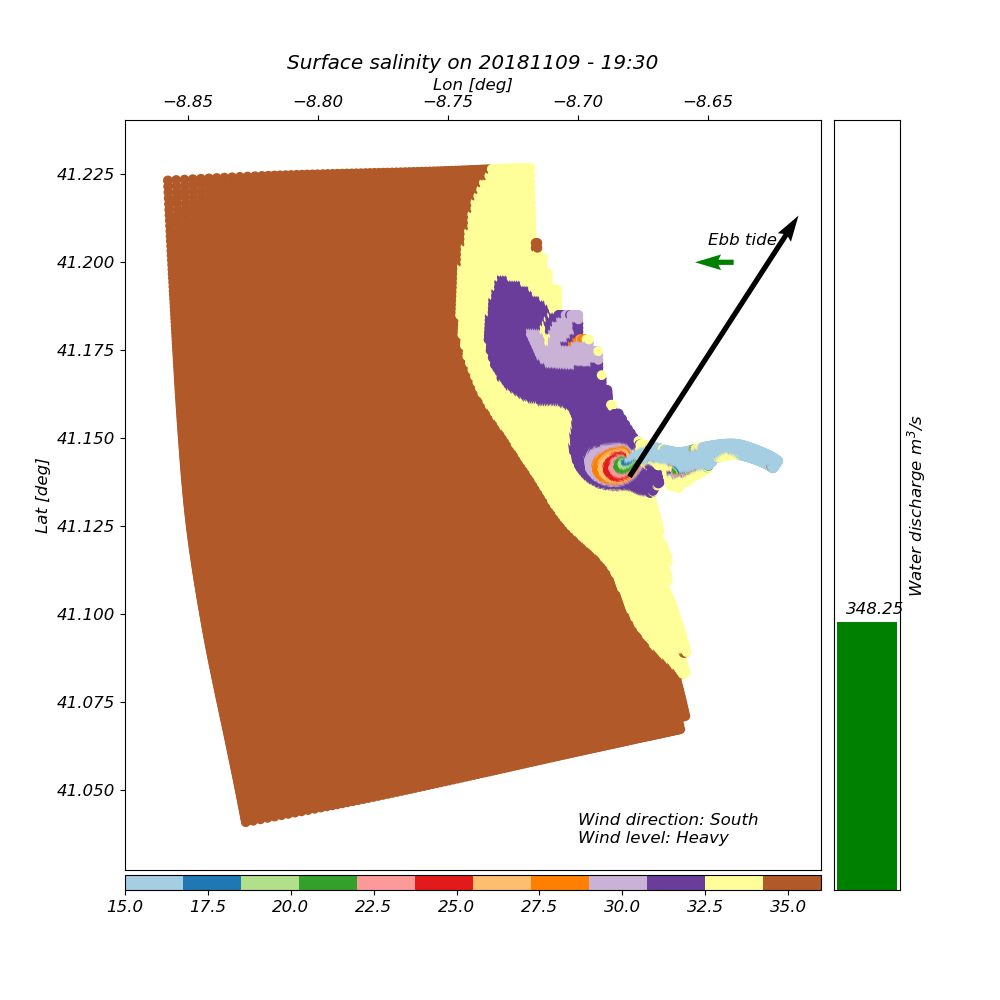 Surface salinity on 20181109 - 19:30
Lon [deg]
−8.85 −8.80 −8.75 −8.70 −8.65
41.225
41.200
41.175
41.150
41.125
41.100
41.075
41.050
Lat [deg]
Ebb tide
Wind direction: South
Wind level: Heavy
348.25
Water discharge m³/s
15.0 17.5 20.0 22.5 25.0 27.5 30.0 32.5 35.0